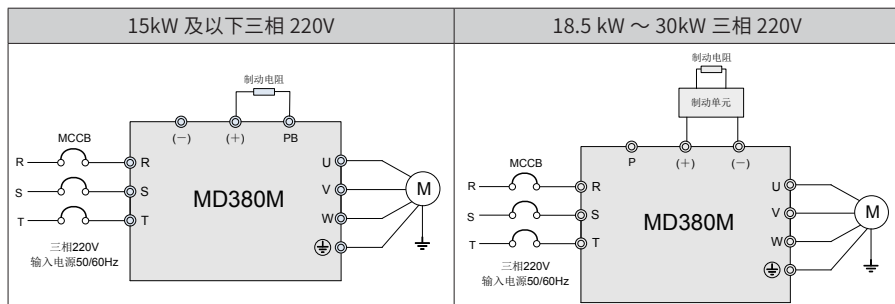 15kW 及以下三相 220V
制动电阻
(－) (+) PB
MCCB
R R U
S S V
T T W
MD380M
M
三相220V
输入电源50/60Hz
18.5 kW ～ 30kW 三相 220V
制动电阻
制动单元
P (+) (－)
MCCB
R R U
S S V
T T W
MD380M
M
三相220V
输入电源50/60Hz